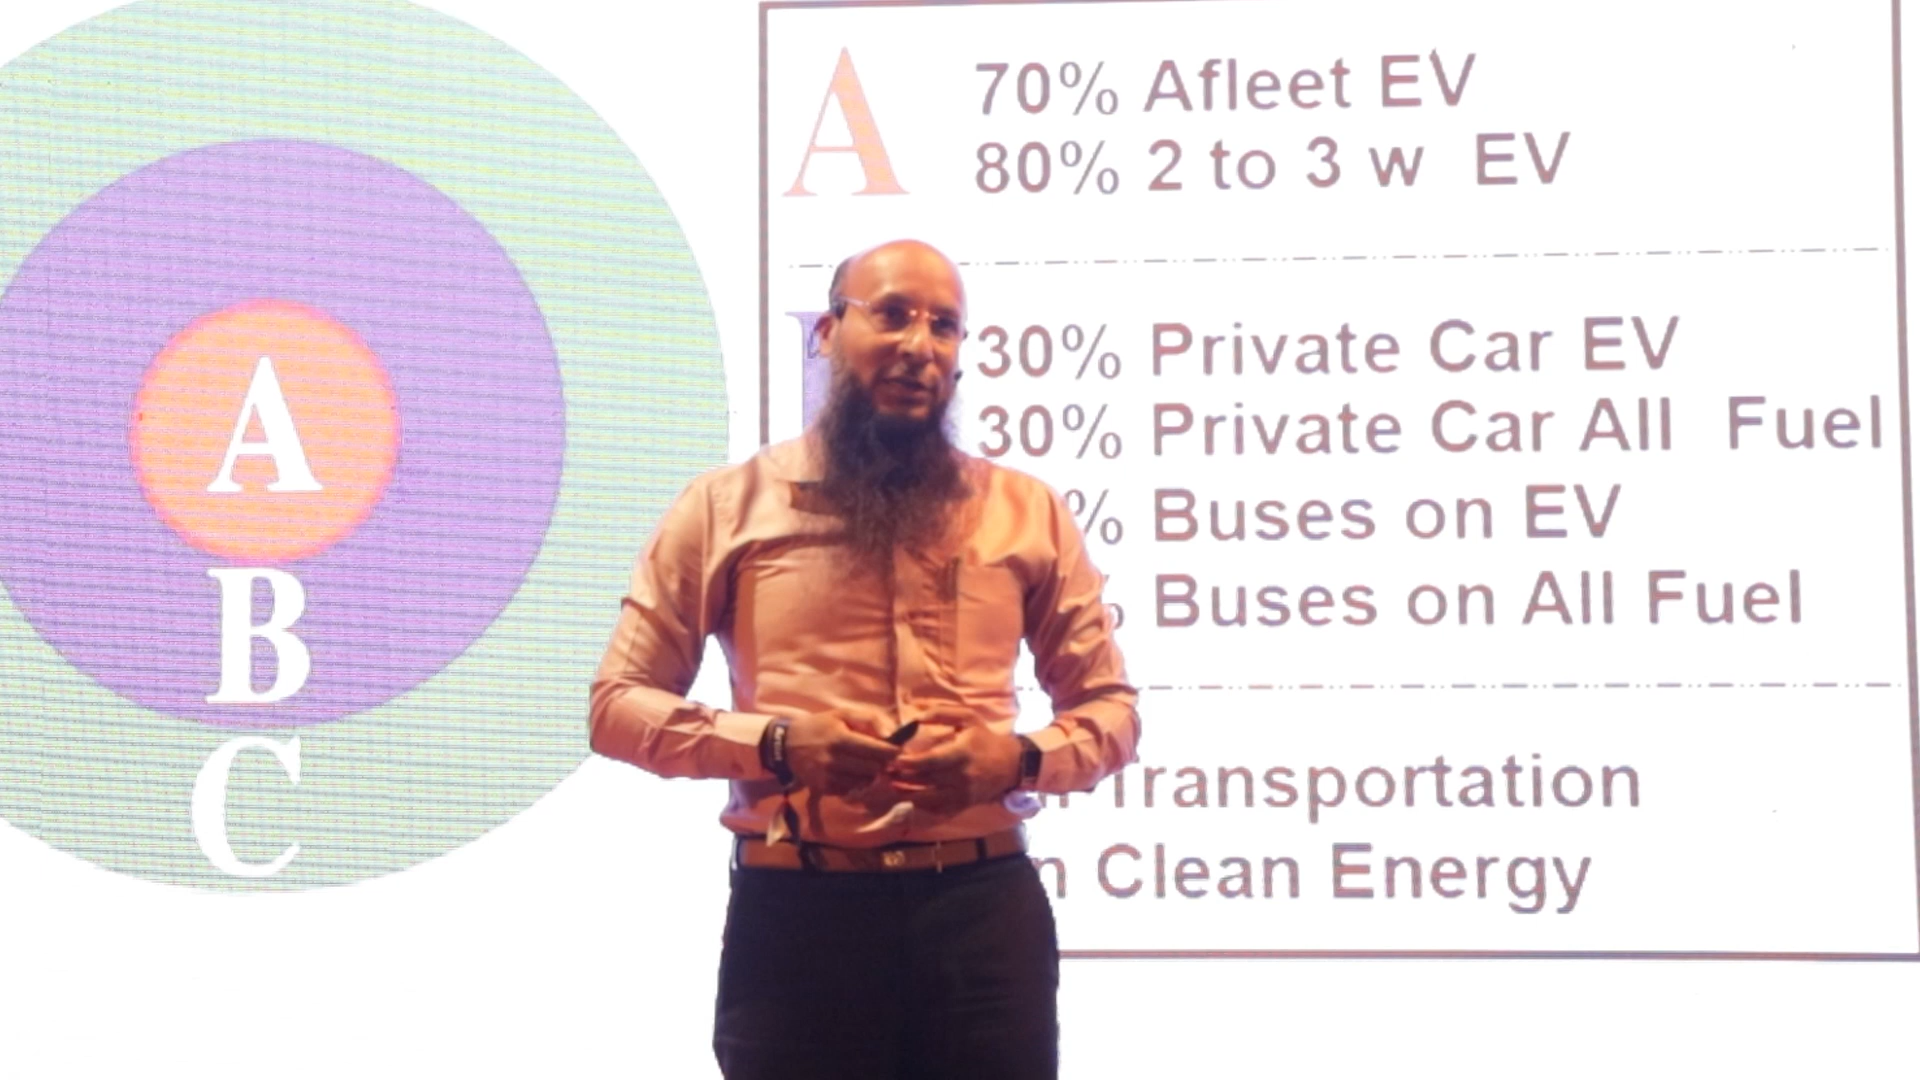 A
B
C
A
70% Afleet EV
80% 2 to 3 w EV
30% Private Car EV
30% Private Car All Fuel
% Buses on EV
% Buses on All Fuel
Transportation
Clean Energy